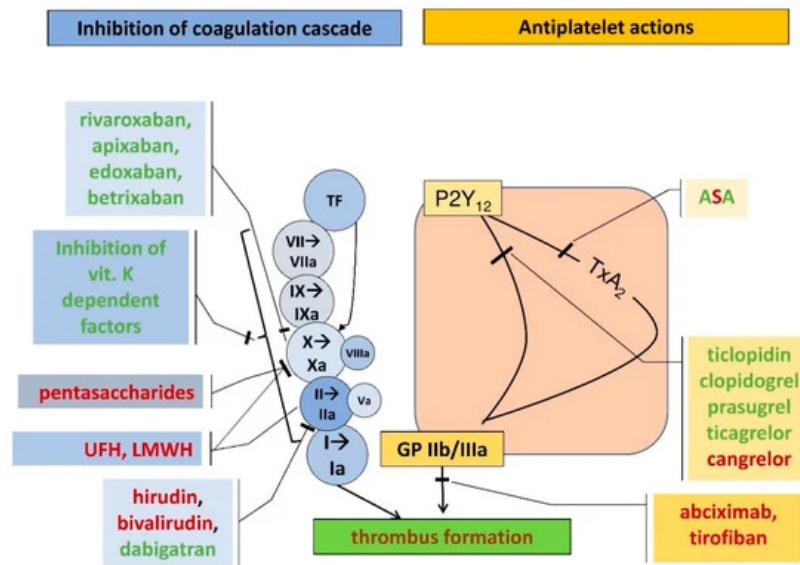 Inhibition of coagulation cascade
Antiplatelet actions
rivaroxaban,
apixaban,
edoxaban,
betrixaban
Inhibition of
vit. K
dependent
factors
pentasaccharides
UFH, LMWH
hirudin,
bivalirudin,
dabigatran
TF
VII→
VIIa
IX→
IXa
X→
Xa
VIIIa
II→
IIa
Va
I→
Ia
P2Y12
TxA2
GP IIb/IIIa
ASA
ticlopidin
clopidogrel
prasugrel
ticagrelor
cangrelor
abciximab,
tirofiban
thrombus formation